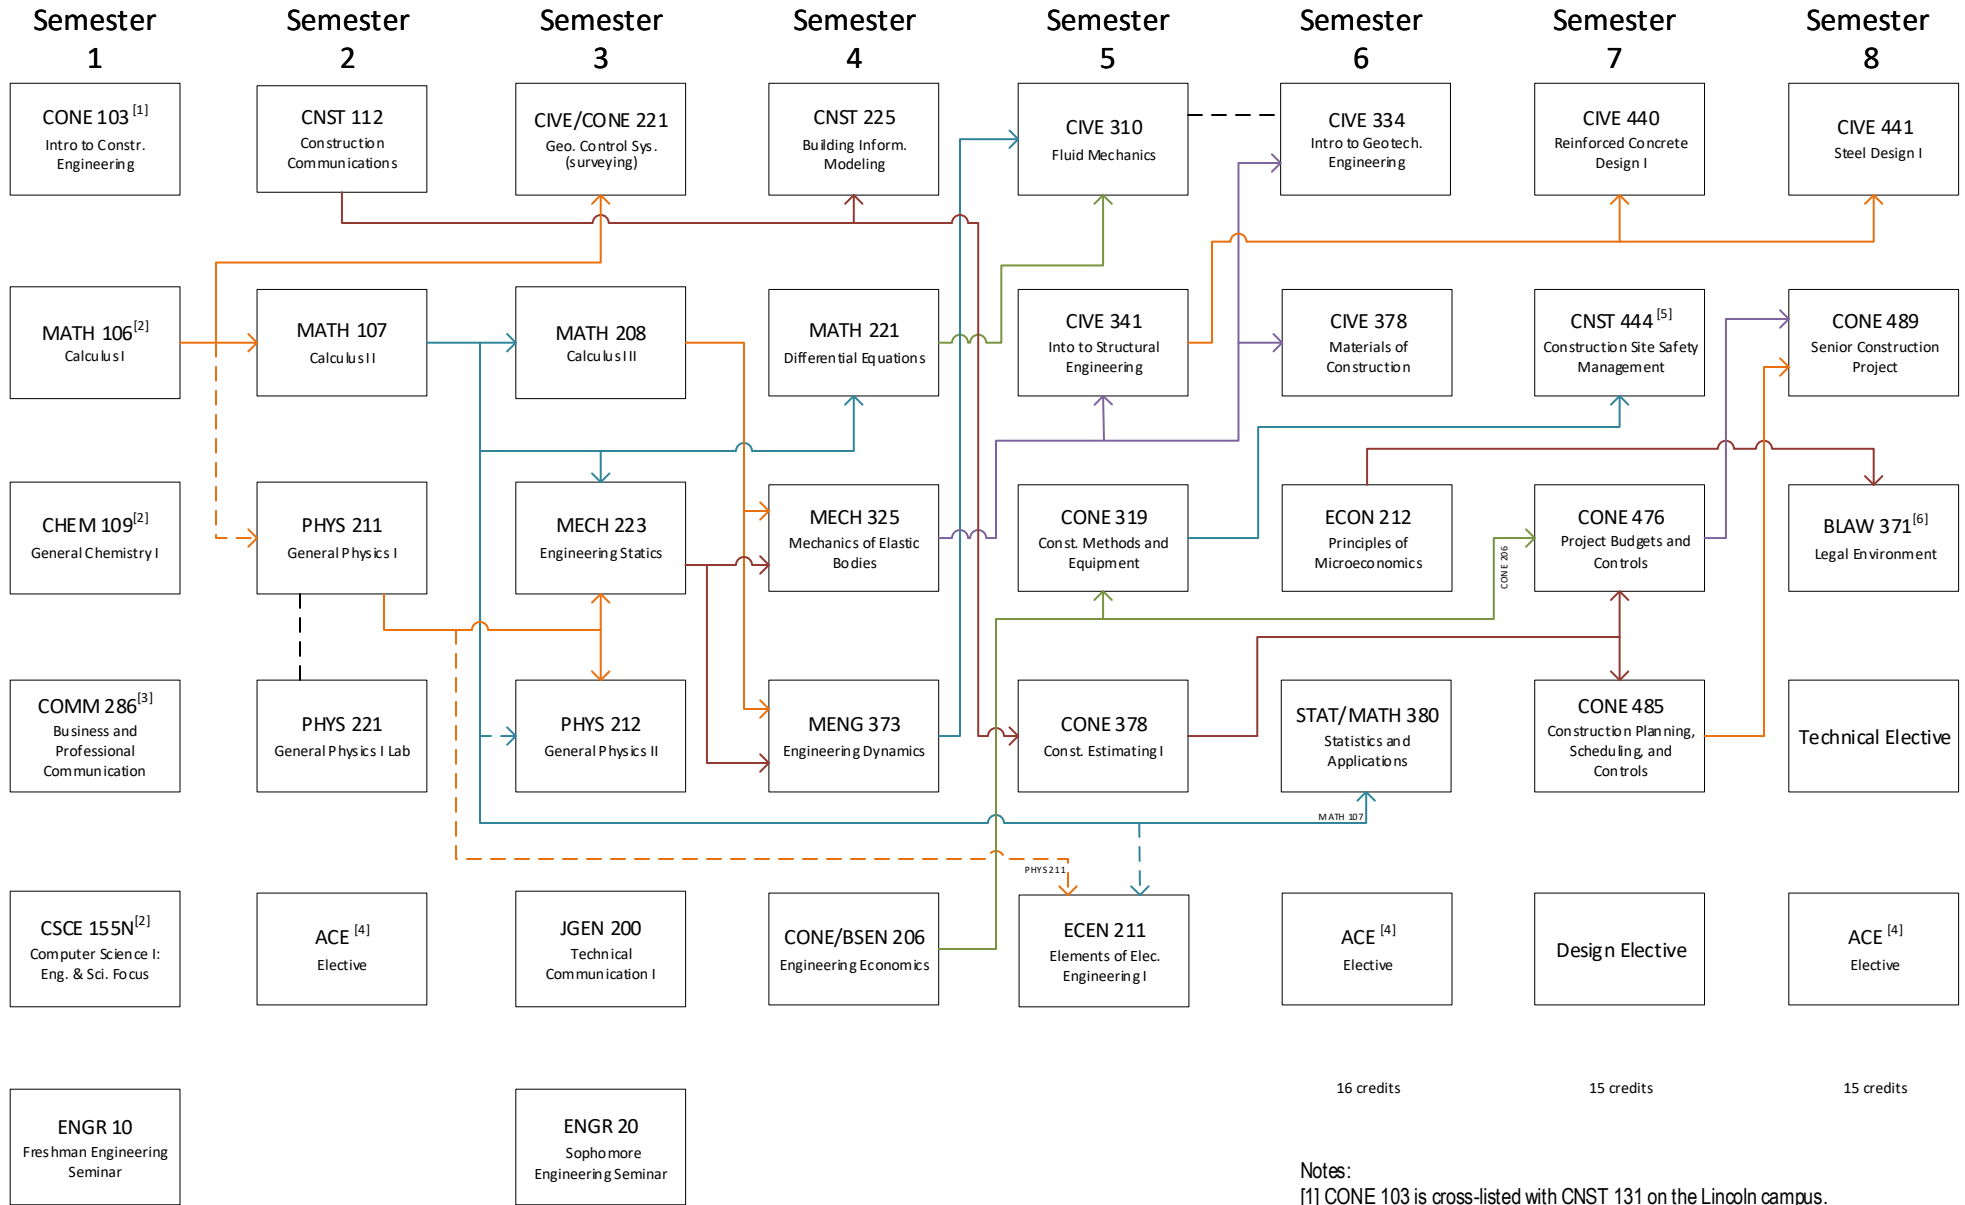 Semester
1
Semester
2
Semester
3
Semester
4
Semester
5
Semester
6
Semester
7
Semester
8
CONE 103 [1]
Intro to Constr.
Engineering
CNST 112
Construction
Communications
CIVE/CONE 221
Geo. Control Sys.
(surveying)
CNST 225
Building Inform.
Modeling
CIVE 310
Fluid Mechanics
CIVE 334
Intro to Geotech.
Engineering
CIVE 440
Reinforced Concrete
Design I
CIVE 441
Steel Design I
MATH 106[2]
Calculus I
MATH 107
Calculus II
MATH 208
Calculus III
MATH 221
Differential Equations
CIVE 341
Into to Structural
Engineering
CIVE 378
Materials of
Construction
CNST 444 [5]
Construction Site Safety
Management
CONE 489
Senior Construction
Project
CHEM 109[2]
General Chemistry I
PHYS 211
General Physics I
MECH 223
Engineering Statics
MECH 325
Mechanics of Elastic
Bodies
CONE 319
Const. Methods and
Equipment
ECON 212
Principles of
Microeconomics
CONE 206
CONE 476
Project Budgets and
Controls
BLAW 371[6]
Legal Environment
COMM 286[3]
Business and
Professional
Communication
PHYS 221
General Physics I Lab
PHYS 212
General Physics II
MENG 373
Engineering Dynamics
CONE 378
Const. Estimating I
STAT/MATH 380
Statistics and
Applications
CONE 485
Construction Planning,
Scheduling, and
Controls
Technical Elective
MATH 107
PHYS 211
CSCE 155N[2]
Computer Science I:
Eng. & Sci. Focus
ACE [4]
Elective
JGEN 200
Technical
Communication I
CONE/BSEN 206
Engineering Economics
ECEN 211
Elements of Elec.
Engineering I
ACE [4]
Elective
Design Elective
ACE [4]
Elective
16 credits
15 credits
15 credits
ENGR 10
Freshman Engineering
Seminar
ENGR 20
Sophomore
Engineering Seminar
Notes:
[1] CONE 103 is cross-listed with CNST 131 on the Lincoln campus.